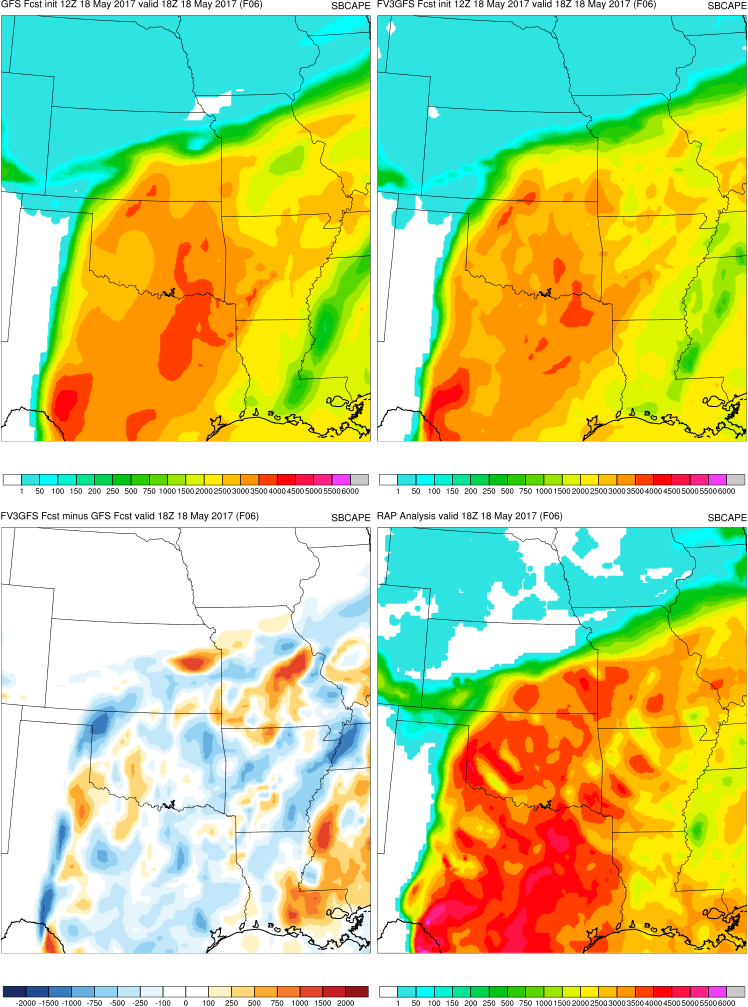 GFS Fcst init 12Z 18 May 2017 valid 18Z 18 May 2017 (F06) SBCAPE
FV3GFS Fcst init 12Z 18 May 2017 valid 18Z 18 May 2017 (F06) SBCAPE
1 50 100 150 200 250 500 750 1000 1500 2000 2500 3000 3500 4000 4500 5000 5500 6000
1 50 100 150 200 250 500 750 1000 1500 2000 2500 3000 3500 4000 4500 5000 5500 6000
FV3GFS Fcst minus GFS Fcst valid 18Z 18 May 2017 (F06) SBCAPE
RAP Analysis valid 18Z 18 May 2017 (F06) SBCAPE
-2000 -1500 -1000 -750 -500 -250 -100 0 100 250 500 750 1000 1500 2000
1 50 100 150 200 250 500 750 1000 1500 2000 2500 3000 3500 4000 4500 5000 5500 6000